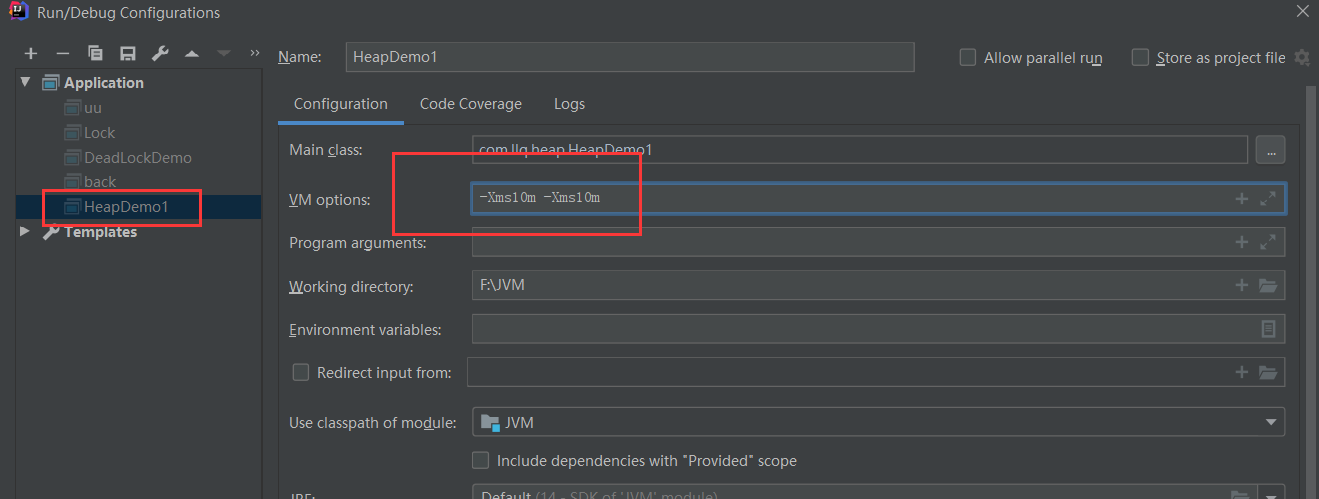 Run/Debug Configurations
Name: HeapDemo1 Allow parallel run Store as project file
Application
uu
Lock
DeadLockDemo
back
HeapDemo1
Templates
Configuration Code Coverage Logs
Main class: com.llq.heap.HeapDemo1 ...
VM options: -Xms10m -Xms10m
Program arguments:
Working directory: F:\JVM
Environment variables:
Redirect input from:
Use classpath of module: JVM
Include dependencies with "Provided" scope
JRE: Default (14 - SDK of 'JVM' module)